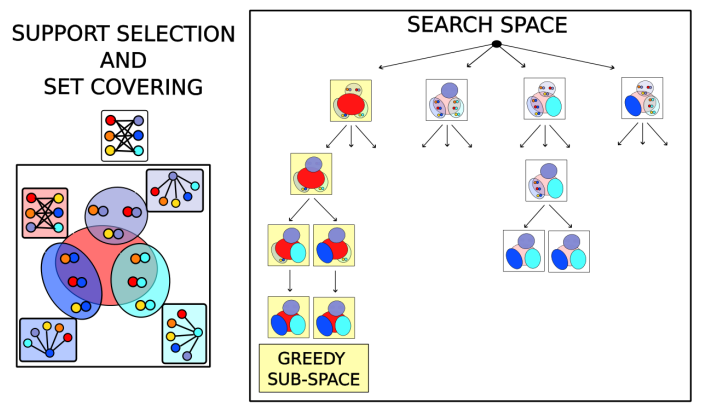 SUPPORT SELECTION
AND
SET COVERING
SEARCH SPACE
GREEDY
SUB-SPACE